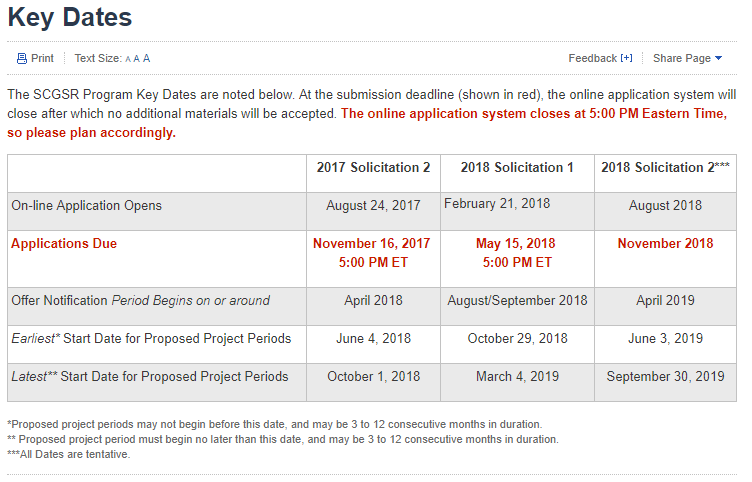 Key Dates
Print Text Size: A A A Feedback [+] Share Page
The SCGSR Program Key Dates are noted below. At the submission deadline (shown in red), the online application system will
close after which no additional materials will be accepted. The online application system closes at 5:00 PM Eastern Time,
so please plan accordingly.
2017 Solicitation 2 2018 Solicitation 1 2018 Solicitation 2***
On-line Application Opens August 24, 2017 February 21, 2018 August 2018
Applications Due November 16, 2017 May 15, 2018 November 2018
5:00 PM ET 5:00 PM ET
Offer Notification Period Begins on or around April 2018 August/September 2018 April 2019
Earliest* Start Date for Proposed Project Periods June 4, 2018 October 29, 2018 June 3, 2019
Latest** Start Date for Proposed Project Periods October 1, 2018 March 4, 2019 September 30, 2019
*Proposed project periods may not begin before this date, and may be 3 to 12 consecutive months in duration.
** Proposed project period must begin no later than this date, and may be 3 to 12 consecutive months in duration.
***All Dates are tentative.